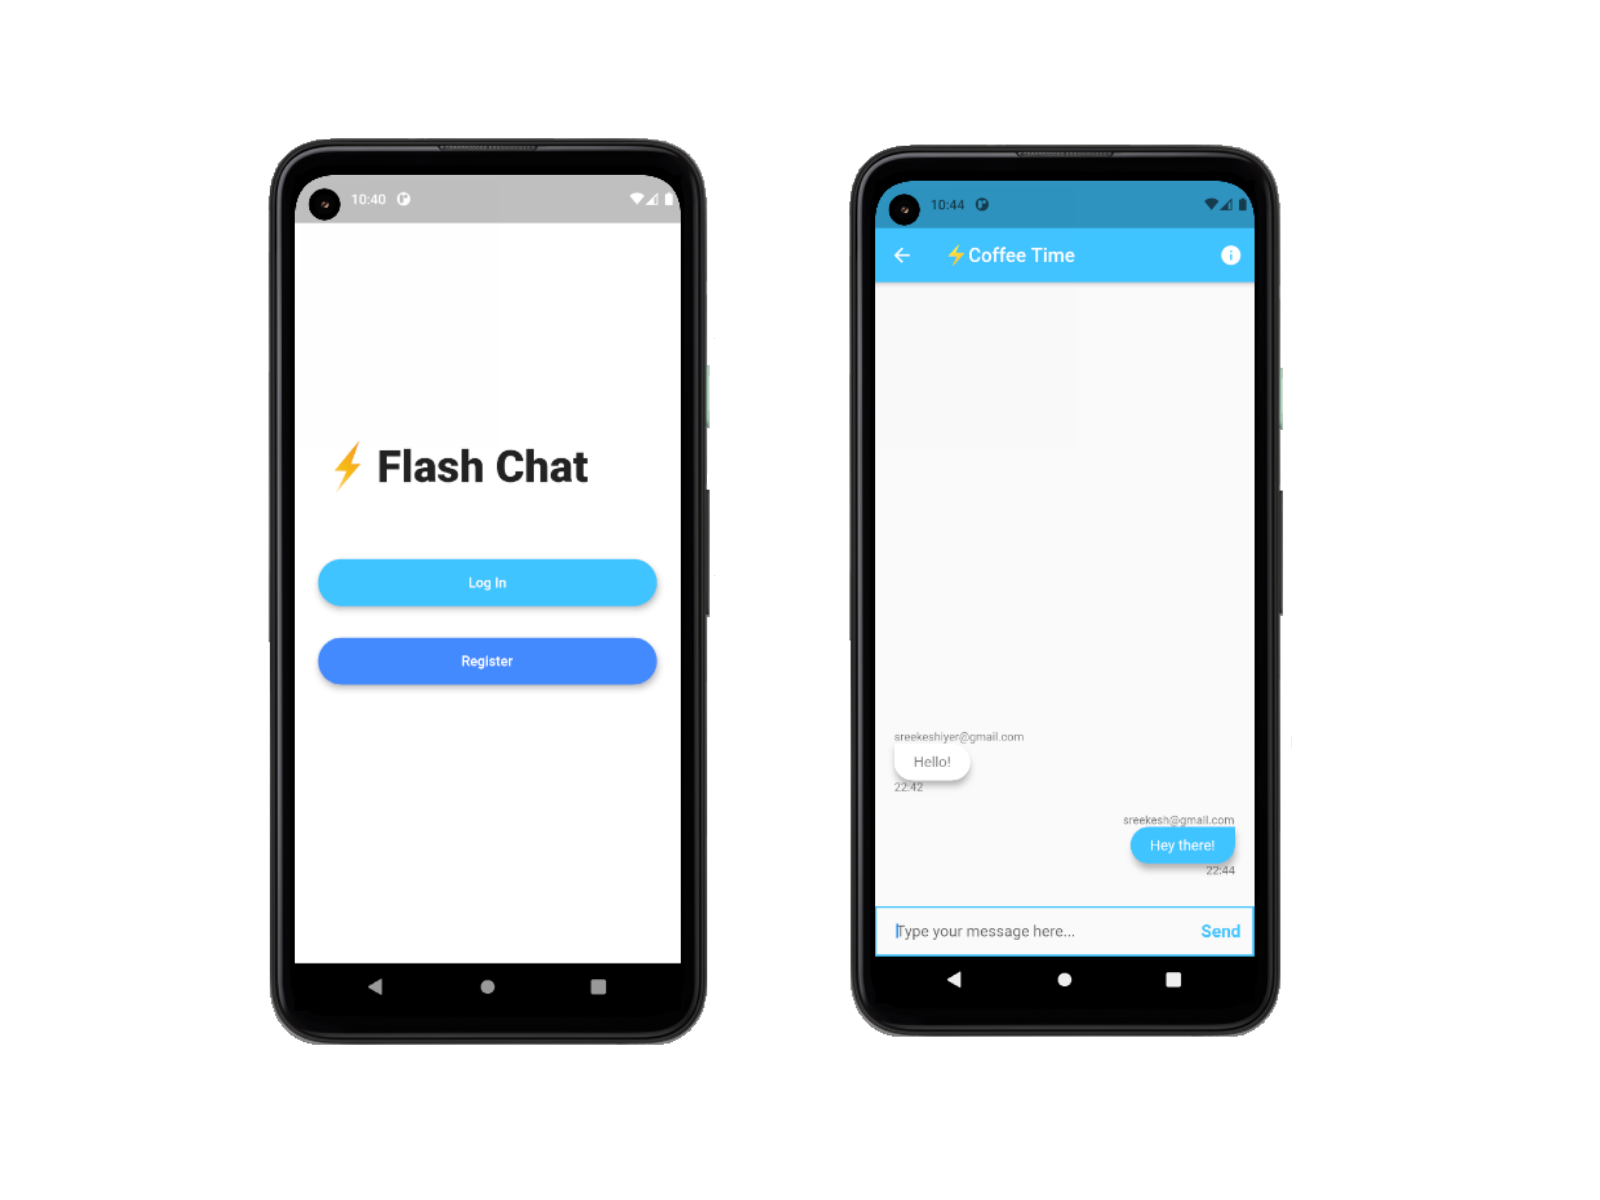 10:40
Flash Chat
Log In
Register
10:44
Coffee Time
sreekeshiyer@gmail.com
Hello!
22:42
sreekesh@gmail.com
Hey there!
22:44
Type your message here...
Send